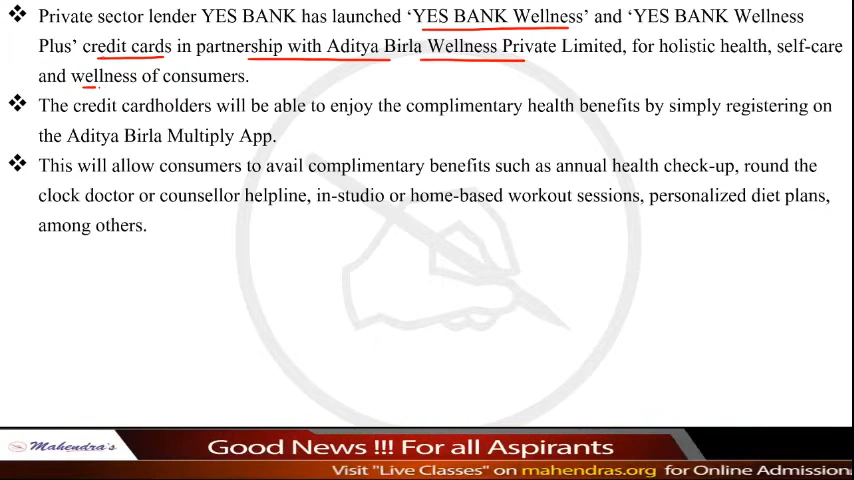 ❖ Private sector lender YES BANK has launched ‘YES BANK Wellness’ and ‘YES BANK Wellness
Plus’ credit cards in partnership with Aditya Birla Wellness Private Limited, for holistic health, self-care
and wellness of consumers.
❖ The credit cardholders will be able to enjoy the complimentary health benefits by simply registering on
the Aditya Birla Multiply App.
❖ This will allow consumers to avail complimentary benefits such as annual health check-up, round the
clock doctor or counsellor helpline, in-studio or home-based workout sessions, personalized diet plans,
among others.
Mahendra's
Good News !!! For all Aspirants
Visit "Live Classes" on mahendras.org for Online Admission